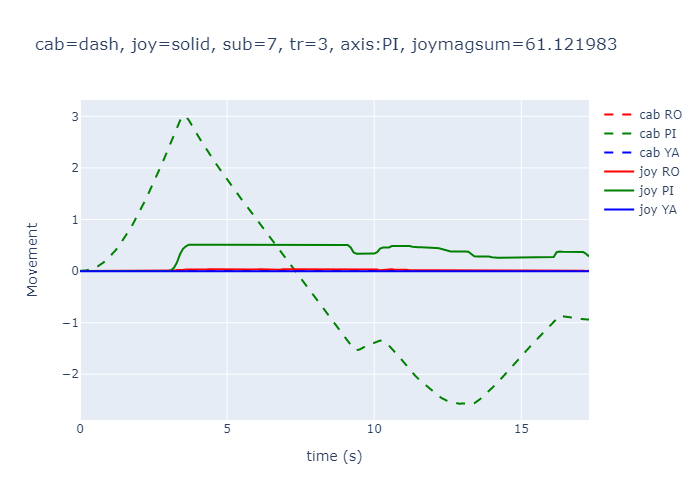 cab=dash, joy=solid, sub=7, tr=3, axis:PI, joymagsum=61.121983
cab RO
cab PI
cab YA
joy RO
joy PI
joy YA
Movement
3
2
1
0
−1
−2
0
5
10
15
time (s)